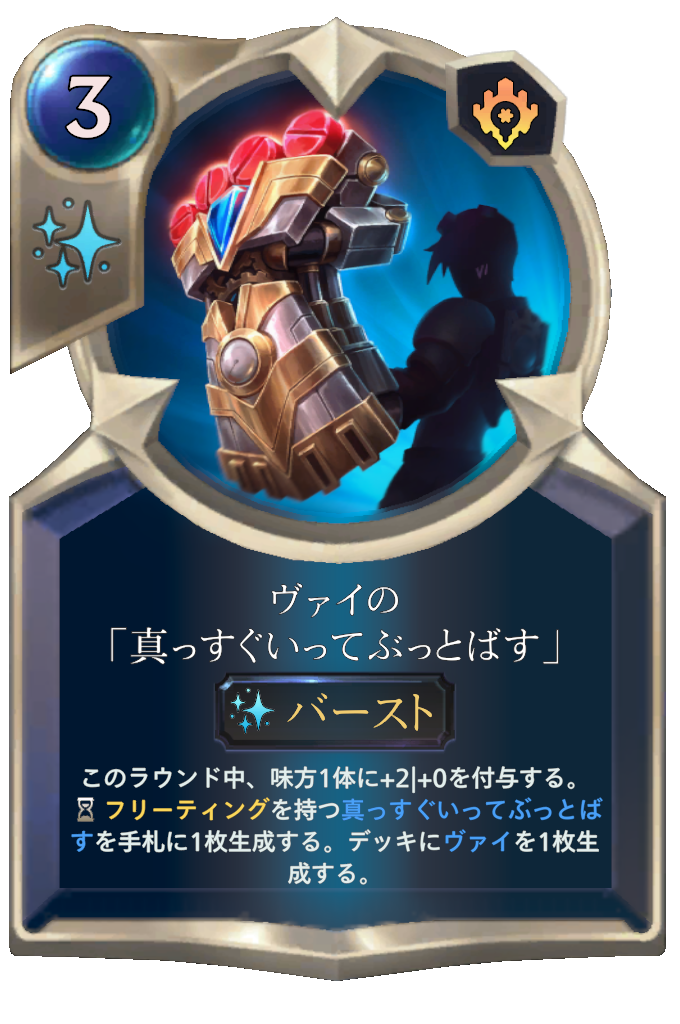 3
ヴァイの
「真っすぐいってぶっとばす」
バースト
このラウンド中、味方1体に+2|+0を付与する。
フリーティングを持つ真っすぐいってぶっとば
すを手札に1枚生成する。デッキにヴァイを1枚生
成する。